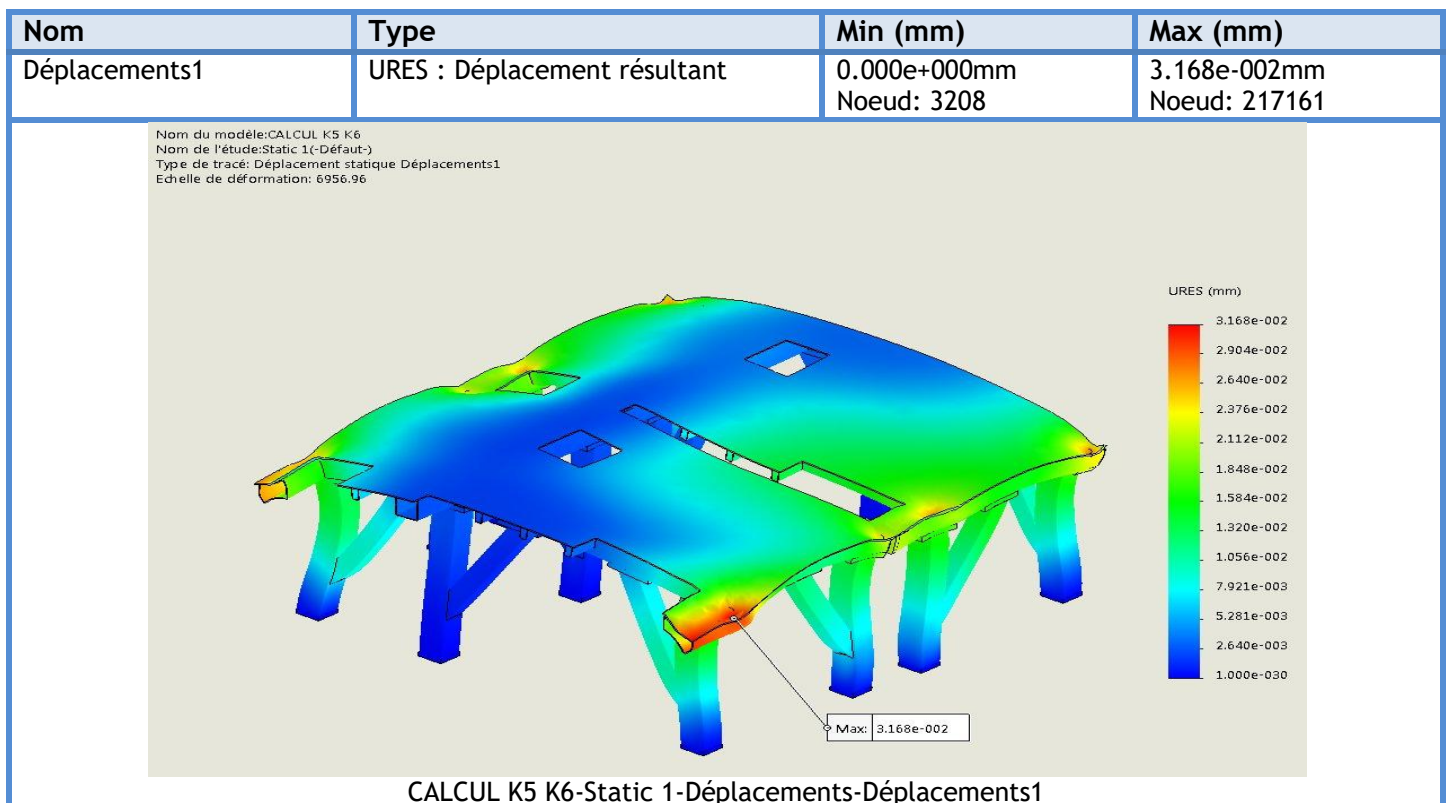 Nom Type Min (mm) Max (mm)
Déplacements1 URES : Déplacement résultant 0.000e+000mm 3.168e-002mm
Noeud: 3208 Noeud: 217161
Nom du modèle:CALCUL K5 K6
Nom de l'étude:Static 1(-Défaut-)
Type de tracé: Déplacement statique Déplacements1
Echelle de déformation: 6956.96
URES (mm)
3.168e-002
2.904e-002
2.640e-002
2.376e-002
2.112e-002
1.848e-002
1.584e-002
1.320e-002
1.056e-002
7.921e-003
5.281e-003
2.640e-003
1.000e-030
Max: 3.168e-002
CALCUL K5 K6-Static 1-Déplacements-Déplacements1